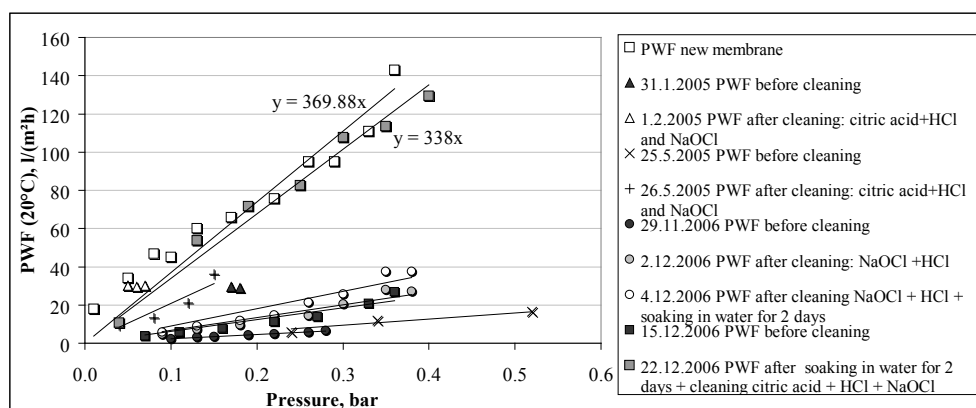 160
140
120
100
80
60
40
20
0
PWF (20°C), l/(m²h)
y = 369.88x
y = 338x
0.0
0.1
0.2
0.3
0.4
0.5
0.6
Pressure, bar
PWF new membrane
31.1.2005 PWF before cleaning
1.2.2005 PWF after cleaning: citric acid+HCl
and NaOCl
25.5.2005 PWF before cleaning
26.5.2005 PWF after cleaning: citric acid+HCl
and NaOCl
29.11.2006 PWF before cleaning
2.12.2006 PWF after cleaning: NaOCl +HCl
4.12.2006 PWF after cleaning NaOCl + HCl +
soaking in water for 2 days
15.12.2006 PWF before cleaning
22.12.2006 PWF after soaking in water for 2
days + cleaning citric acid + HCl + NaOCl